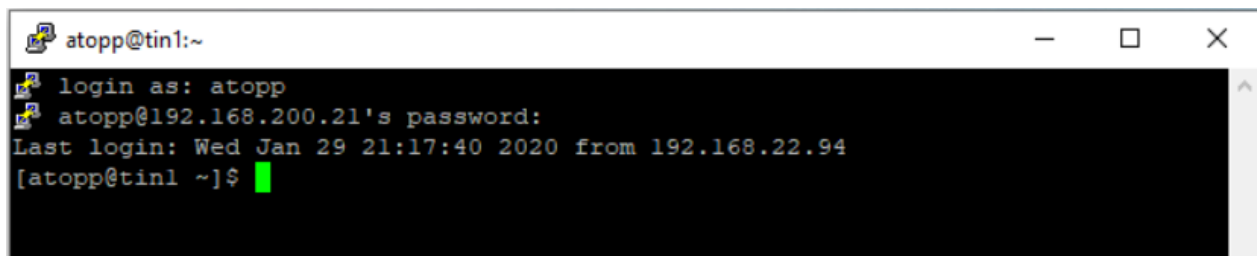 atopp@tin1:~
login as: atopp
atopp@192.168.200.21's password:
Last login: Wed Jan 29 21:17:40 2020 from 192.168.22.94
[atopp@tin1 ~]$